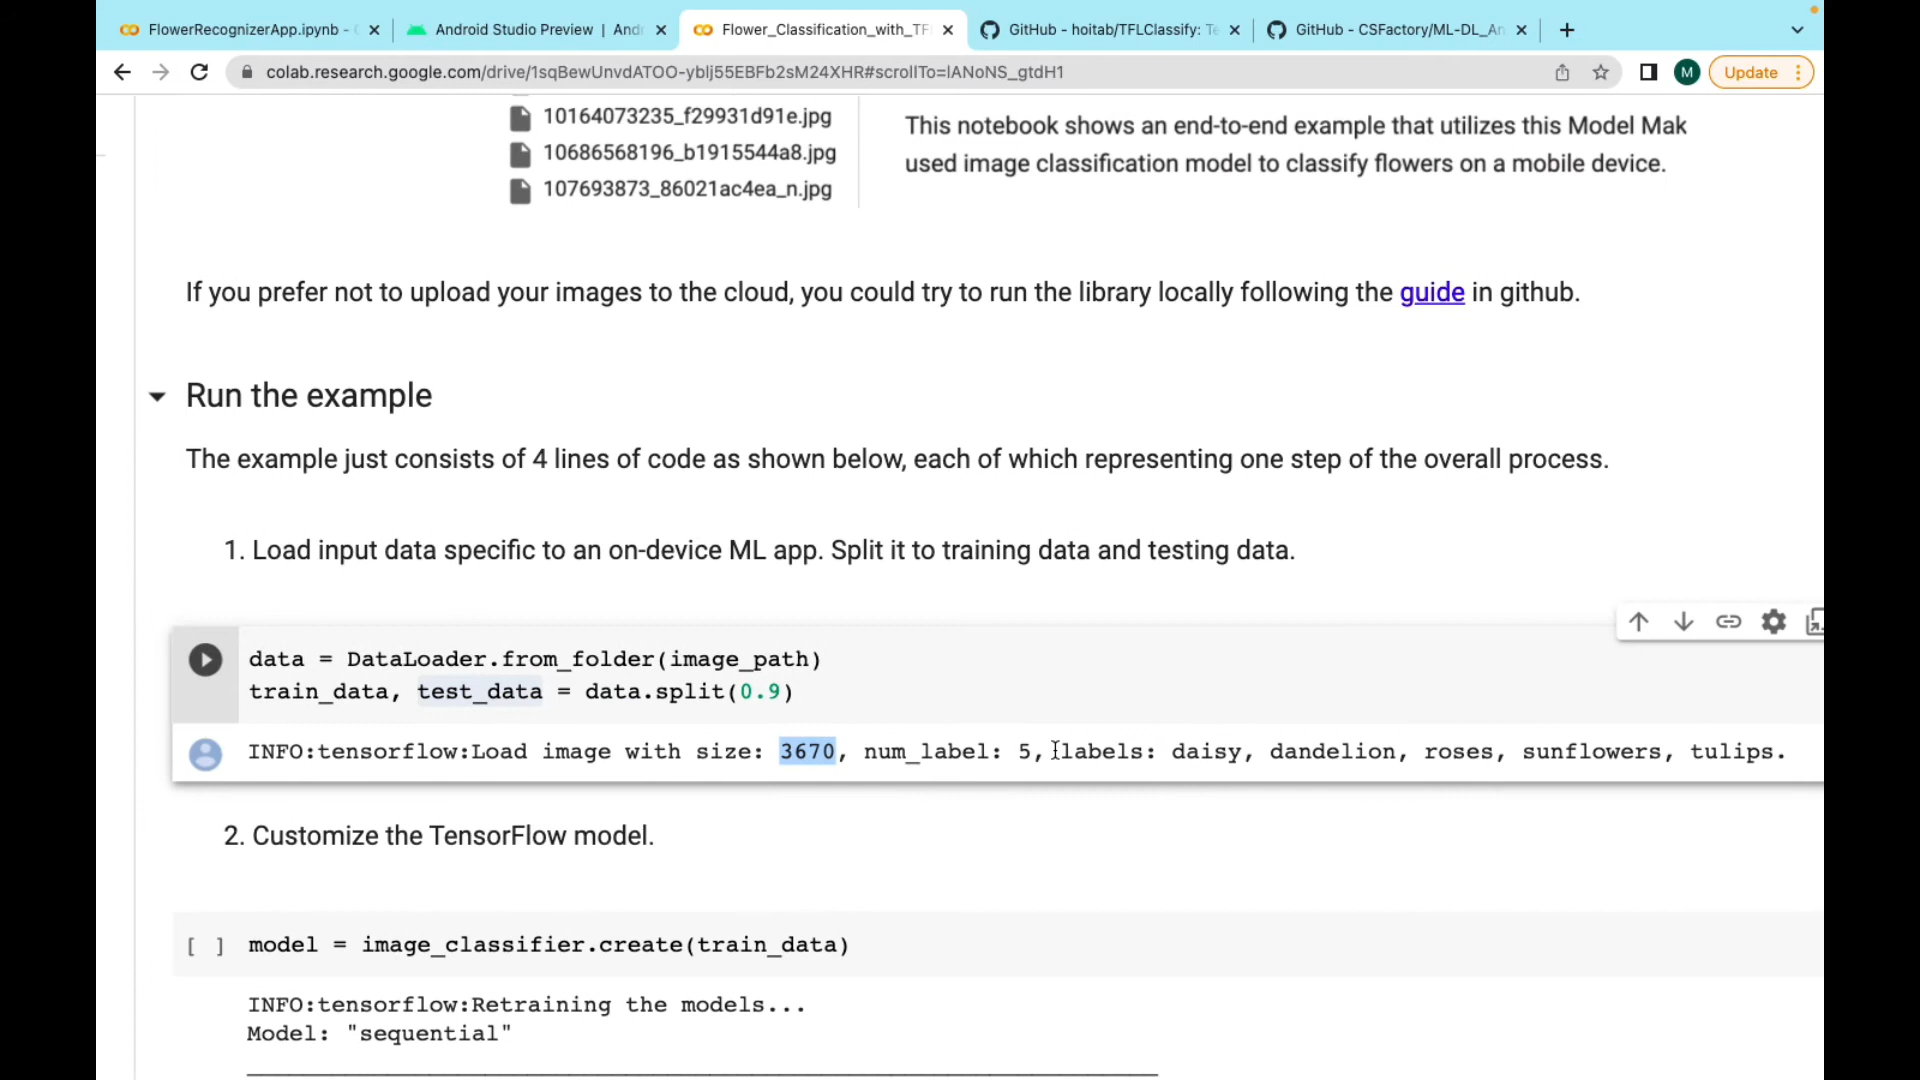 FlowerRecognizerApp.ipynb -
Android Studio Preview | And
Flower_Classification_with_TF
GitHub - hoitab/TFLClassify: Te
GitHub - CSFactory/ML-DL_An
colab.research.google.com/drive/1sqBewUnvdATOO-yblj55EBFb2sM24XHR#scrollTo=lANoNS_gtdH1
M
Update
10164073235_f29931d91e.jpg
10686568196_b1915544a8.jpg
107693873_86021ac4ea_n.jpg
This notebook shows an end-to-end example that utilizes this Model Mak
used image classification model to classify flowers on a mobile device.
If you prefer not to upload your images to the cloud, you could try to run the library locally following the guide in github.
Run the example
The example just consists of 4 lines of code as shown below, each of which representing one step of the overall process.
1. Load input data specific to an on-device ML app. Split it to training data and testing data.
data = DataLoader.from_folder(image_path)
train_data, test_data = data.split(0.9)
INFO:tensorflow:Load image with size: 3670, num_label: 5, labels: daisy, dandelion, roses, sunflowers, tulips.
2. Customize the TensorFlow model.
[ ] model = image_classifier.create(train_data)
INFO:tensorflow:Retraining the models...
Model: "sequential"